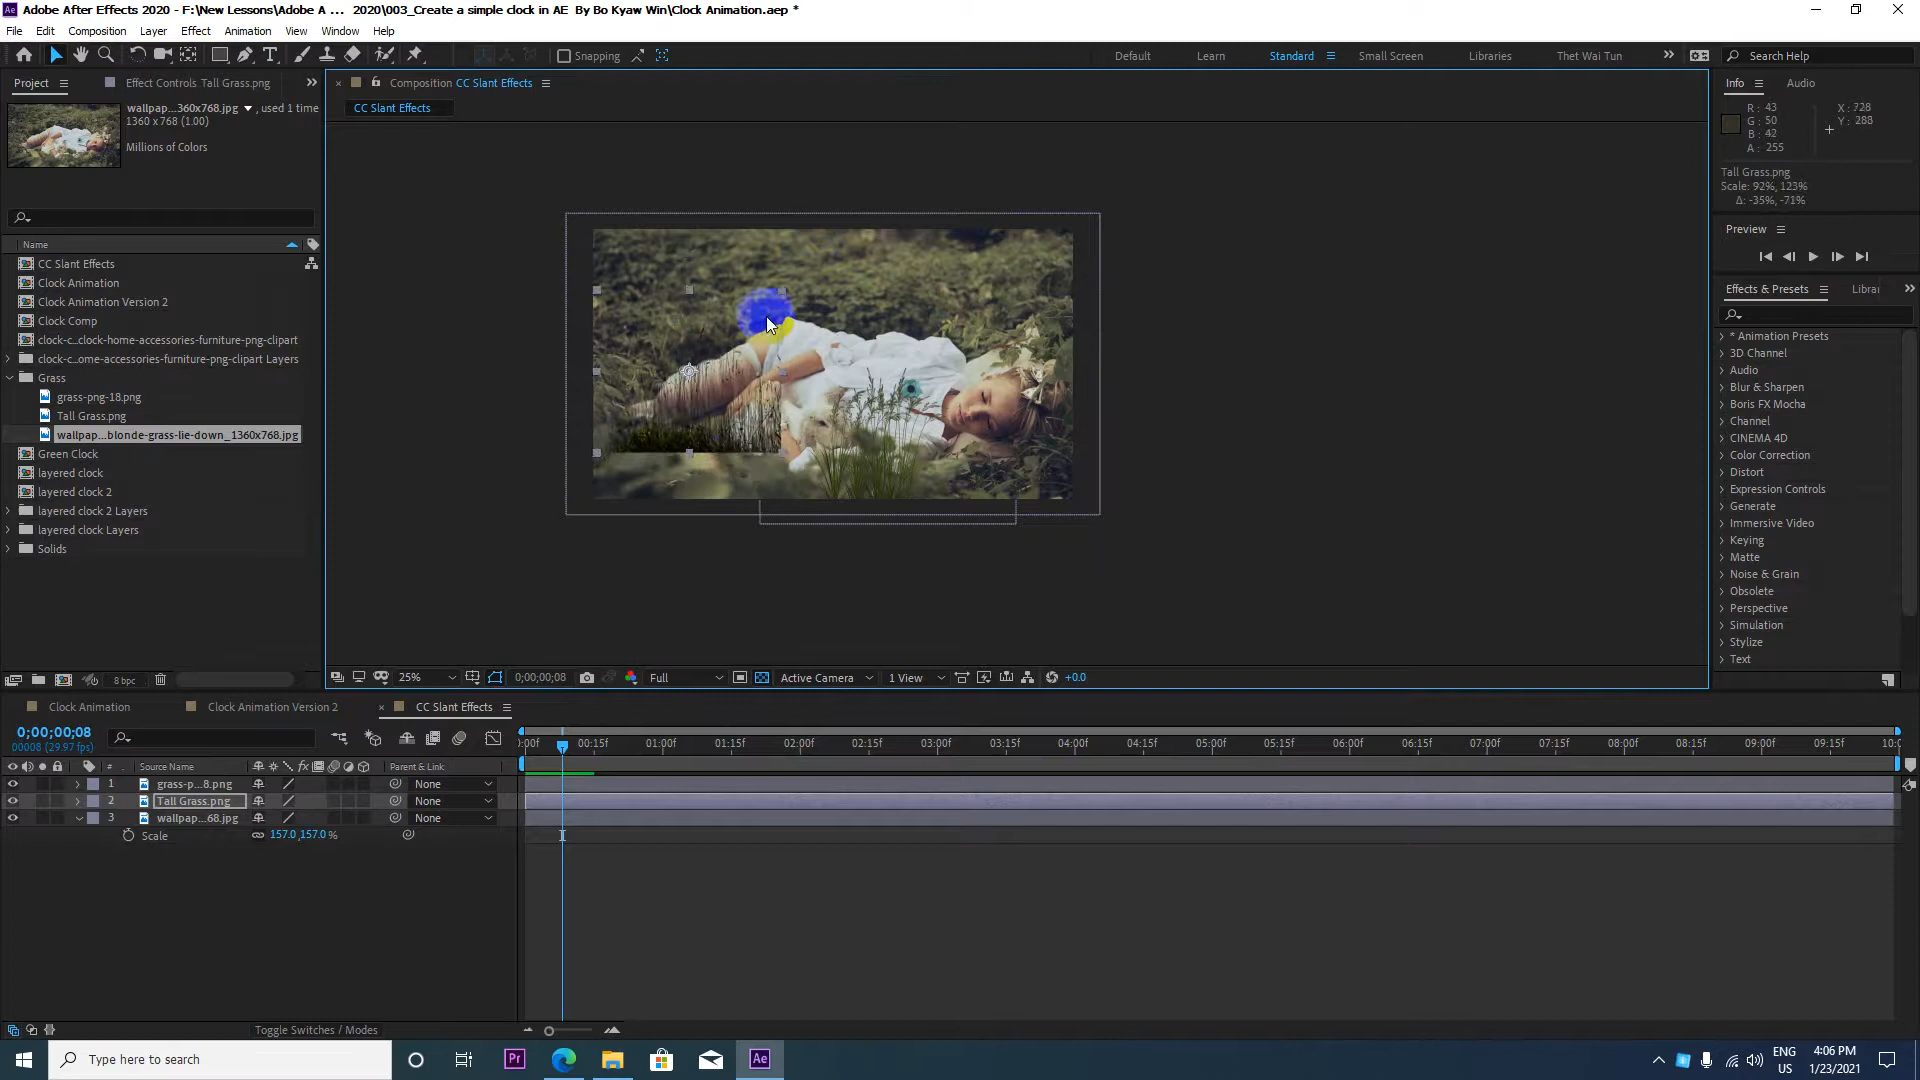 Adobe After Effects 2020 - F:\New Lessons\Adobe A ... 2020\003_Create a simple clock in AE By Bo Kyaw Win\Clock Animation.aep *
File Edit Composition Layer Effect Animation View Window Help
Snapping Default Learn Standard Small Screen Libraries Thet Wai Tun Search Help
Project Effect Controls Tall Grass.png Composition CC Slant Effects Info Audio
wallpap...360x768.jpg , used 1 time
1360 x 768 (1.00)
Millions of Colors
CC Slant Effects
R : 43 X : 728
G : 50 Y : 288
B : 42
A : 255
Tall Grass.png
Scale: 92%, 123%
Δ: -35%, -71%
Preview
Effects & Presets Librar
Name
CC Slant Effects
Clock Animation
Clock Animation Version 2
Clock Comp
clock-c...clock-home-accessories-furniture-png-clipart
clock-c...ome-accessories-furniture-png-clipart Layers
Grass
grass-png-18.png
Tall Grass.png
wallpap...blonde-grass-lie-down_1360x768.jpg
Green Clock
layered clock
layered clock 2
layered clock 2 Layers
layered clock Layers
Solids
* Animation Presets
3D Channel
Audio
Blur & Sharpen
Boris FX Mocha
Channel
CINEMA 4D
Color Correction
Distort
Expression Controls
Generate
Immersive Video
Keying
Matte
Noise & Grain
Obsolete
Perspective
Simulation
Stylize
Text
8 bpc 25% 0;00;00;08 Full Active Camera 1 View +0.0
Clock Animation Clock Animation Version 2 CC Slant Effects
0;00;00;08
00008 (29.97 fps)
:00f 00:15f 01:00f 01:15f 02:00f 02:15f 03:00f 03:15f 04:00f 04:15f 05:00f 05:15f 06:00f 06:15f 07:00f 07:15f 08:00f 08:15f 09:00f 09:15f 10:0
# Source Name fx Parent & Link
1 grass-p...8.png None
2 Tall Grass.png None
3 wallpap...68.jpg None
Scale 157.0,157.0 %
Toggle Switches / Modes
Type here to search
Pr Ae
ENG
US
4:06 PM
1/23/2021